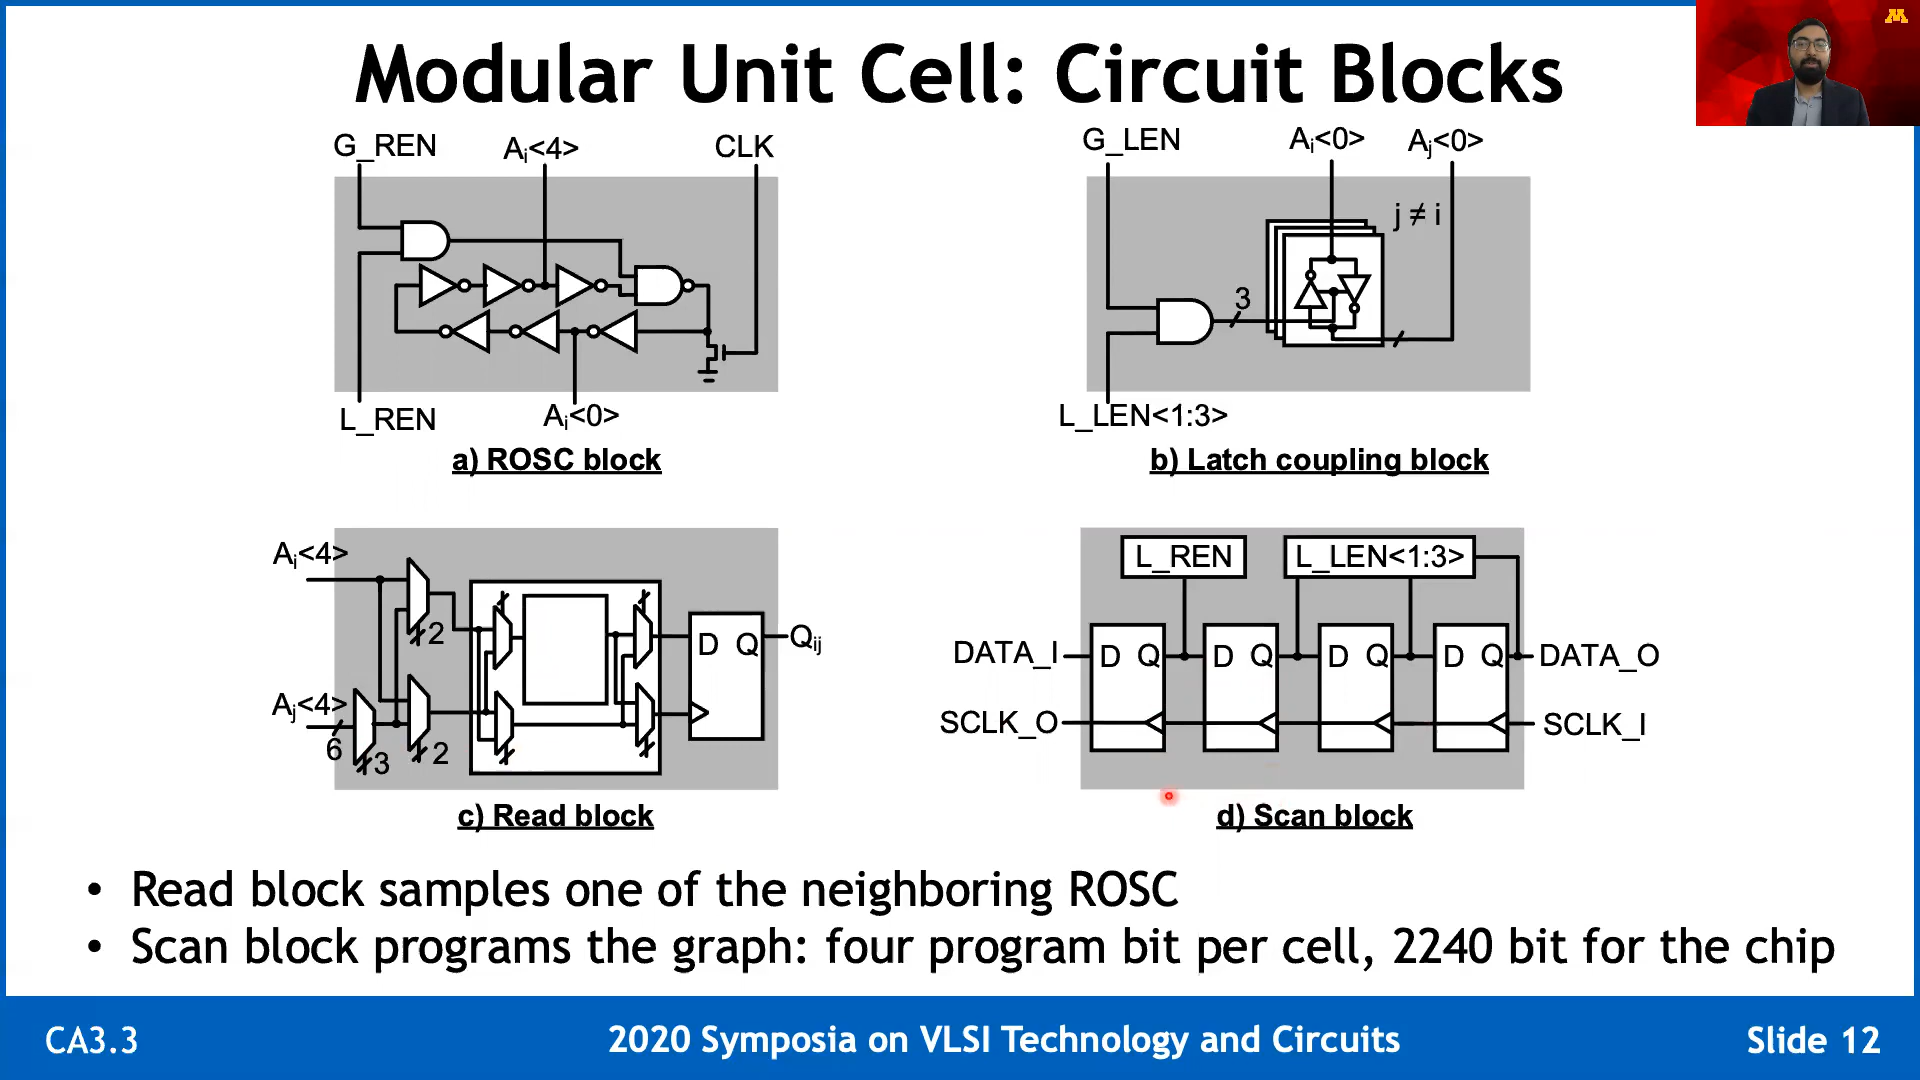 Modular Unit Cell: Circuit Blocks
G_REN
Ai<4>
CLK
L_REN
Ai<0>
a) ROSC block
G_LEN
Ai<0>
Aj<0>
j ≠ i
3
L_LEN<1:3>
b) Latch coupling block
Ai<4>
2
Aj<4>
6
3
2
D Q
Qij
c) Read block
L_REN
L_LEN<1:3>
DATA_I
D Q
D Q
D Q
D Q
DATA_O
SCLK_O
SCLK_I
d) Scan block
• Read block samples one of the neighboring ROSC
• Scan block programs the graph: four program bit per cell, 2240 bit for the chip
CA3.3
2020 Symposia on VLSI Technology and Circuits
Slide 12
M